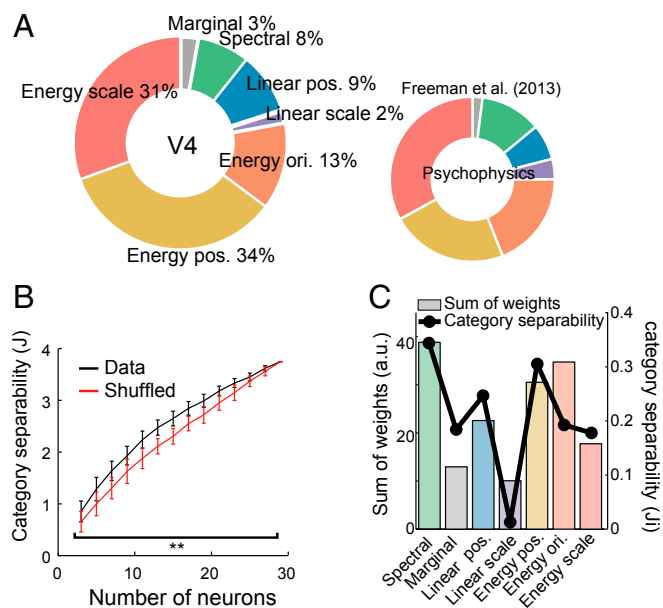 A
Marginal 3%
Spectral 8%
Linear pos. 9%
Linear scale 2%
Energy ori. 13%
Energy pos. 34%
Energy scale 31%
V4
Freeman et al. (2013)
Psychophysics
B
Category separability (J)
4
3
2
1
0
Data
Shuffled
**
0
10
20
30
Number of neurons
C
Sum of weights
Category separability
Sum of weights (a.u.)
40
20
0
category separability (Ji)
0.4
0.3
0.2
0.1
0
Spectral
Marginal
Linear pos.
Linear scale
Energy pos.
Energy ori.
Energy scale